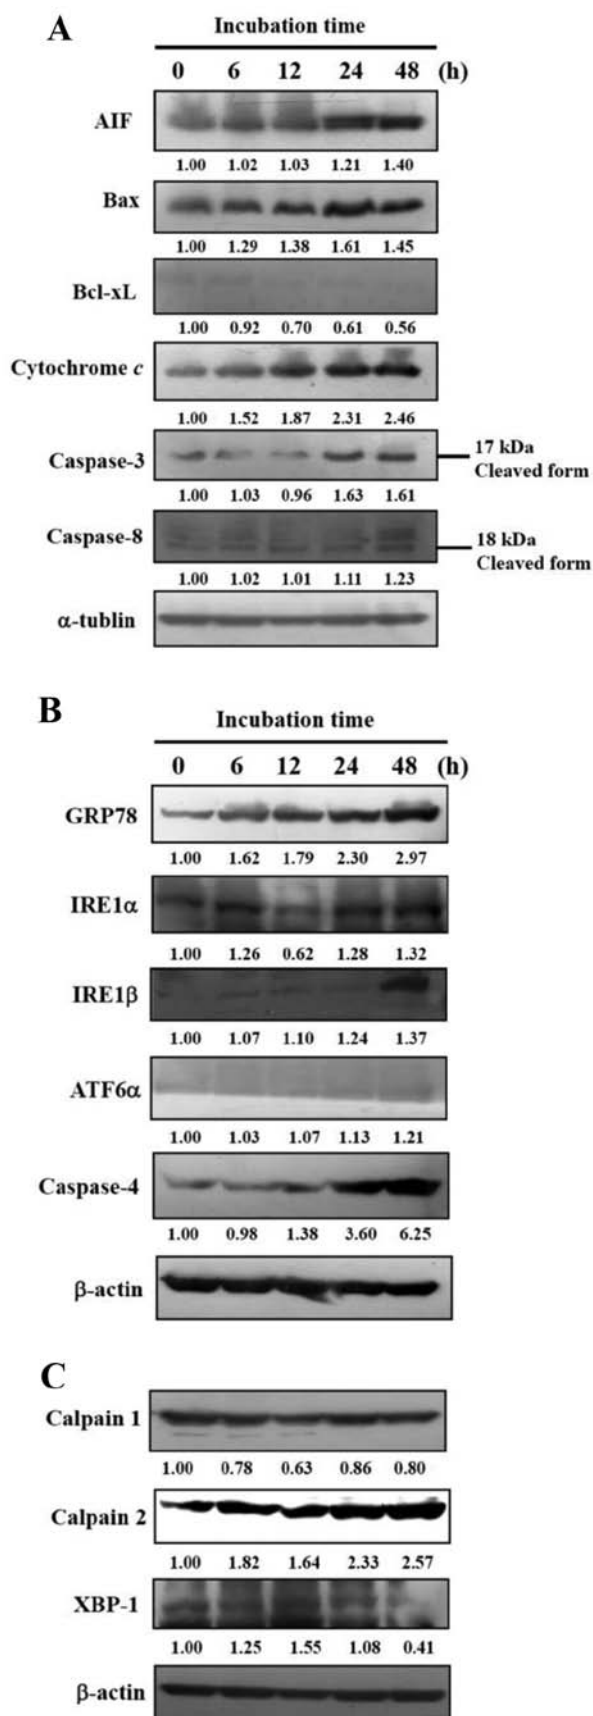 A
Incubation time
0 6 12 24 48 (h)
AIF
1.00 1.02 1.03 1.21 1.40
Bax
1.00 1.29 1.38 1.61 1.45
Bcl-xL
1.00 0.92 0.70 0.61 0.56
Cytochrome c
1.00 1.52 1.87 2.31 2.46
Caspase-3
17 kDa
Cleaved form
1.00 1.03 0.96 1.63 1.61
Caspase-8
18 kDa
Cleaved form
1.00 1.02 1.01 1.11 1.23
α-tublin
B
Incubation time
0 6 12 24 48 (h)
GRP78
1.00 1.62 1.79 2.30 2.97
IRE1α
1.00 1.26 0.62 1.28 1.32
IRE1β
1.00 1.07 1.10 1.24 1.37
ATF6α
1.00 1.03 1.07 1.13 1.21
Caspase-4
1.00 0.98 1.38 3.60 6.25
β-actin
C
Calpain 1
1.00 0.78 0.63 0.86 0.80
Calpain 2
1.00 1.82 1.64 2.33 2.57
XBP-1
1.00 1.25 1.55 1.08 0.41
β-actin